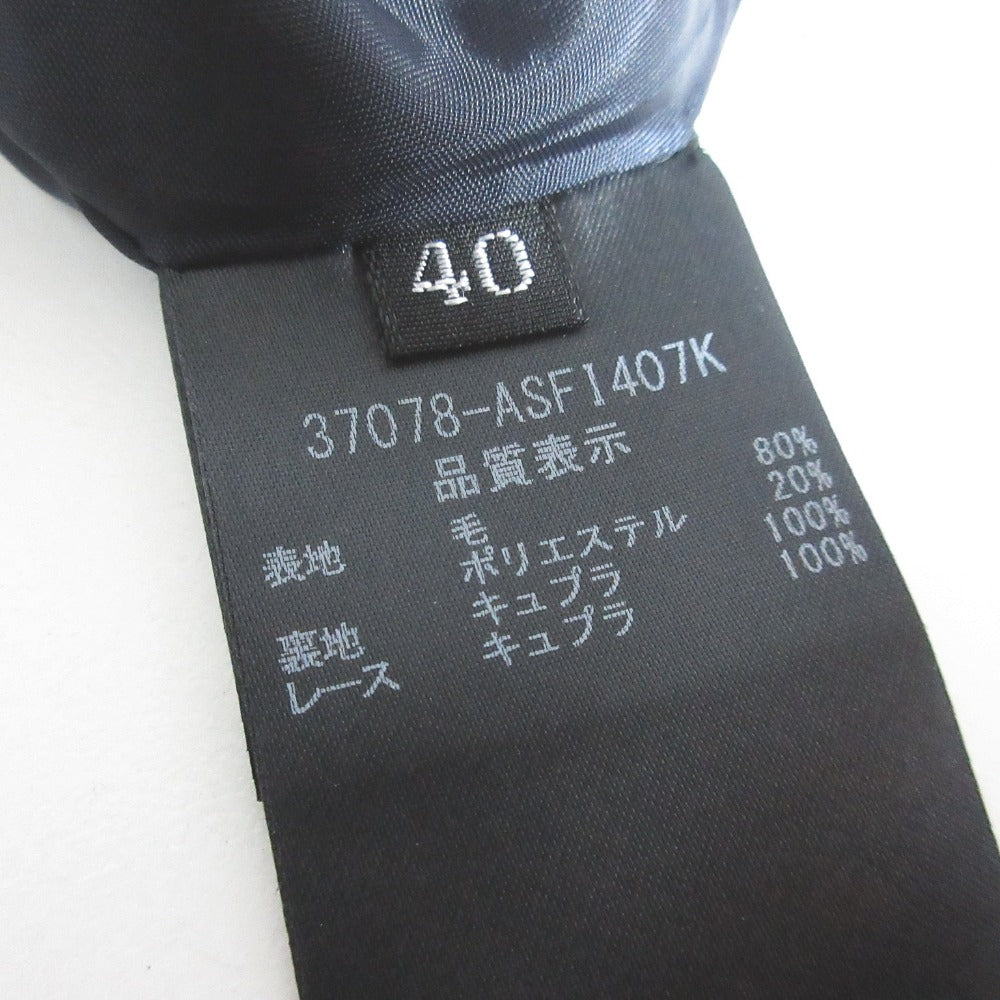 40
37078-ASFI407K
品質表示
表地 毛 80%
ポリエステル 20%
裏地 キュプラ 100%
レース キュプラ 100%